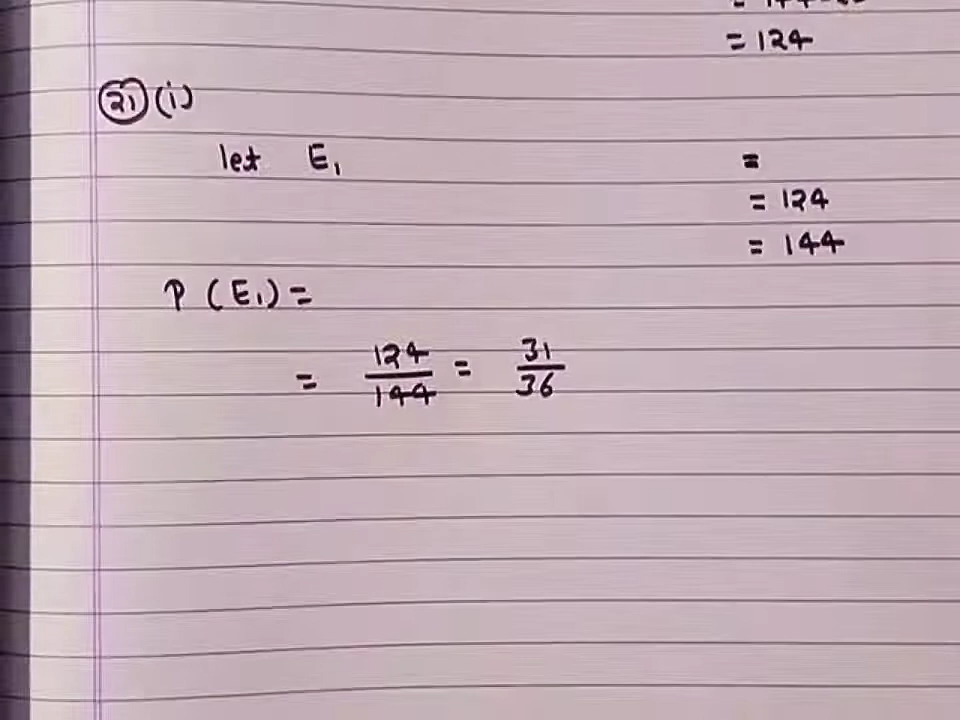 = 124
21 (i)
let E₁ =
= 124
= 144
P (E₁) =
= 124/144 = 31/36